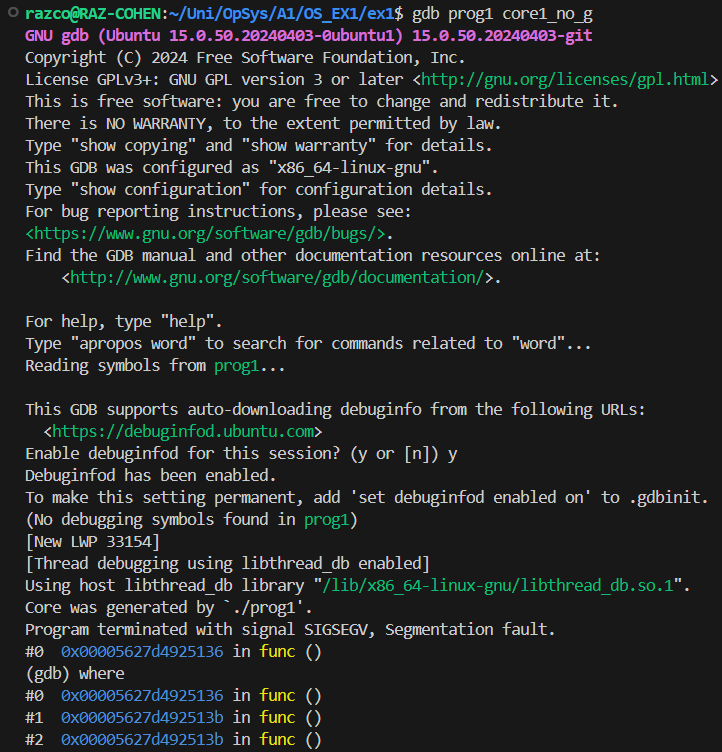 razco@RAZ-COHEN:~/Uni/OpSys/A1/OS_EX1/ex1$ gdb prog1 core1_no_g
GNU gdb (Ubuntu 15.0.50.20240403-0ubuntu1) 15.0.50.20240403-git
Copyright (C) 2024 Free Software Foundation, Inc.
License GPLv3+: GNU GPL version 3 or later <http://gnu.org/licenses/gpl.html>
This is free software: you are free to change and redistribute it.
There is NO WARRANTY, to the extent permitted by law.
Type "show copying" and "show warranty" for details.
This GDB was configured as "x86_64-linux-gnu".
Type "show configuration" for configuration details.
For bug reporting instructions, please see:
<https://www.gnu.org/software/gdb/bugs/>.
Find the GDB manual and other documentation resources online at:
    <http://www.gnu.org/software/gdb/documentation/>.

For help, type "help".
Type "apropos word" to search for commands related to "word"...
Reading symbols from prog1...

This GDB supports auto-downloading debuginfo from the following URLs:
  <https://debuginfod.ubuntu.com>
Enable debuginfod for this session? (y or [n]) y
Debuginfod has been enabled.
To make this setting permanent, add 'set debuginfod enabled on' to .gdbinit.
(No debugging symbols found in prog1)
[New LWP 33154]
[Thread debugging using libthread_db enabled]
Using host libthread_db library "/lib/x86_64-linux-gnu/libthread_db.so.1".
Core was generated by `./prog1'.
Program terminated with signal SIGSEGV, Segmentation fault.
#0  0x00005627d4925136 in func ()
(gdb) where
#0  0x00005627d4925136 in func ()
#1  0x00005627d492513b in func ()
#2  0x00005627d492513b in func ()